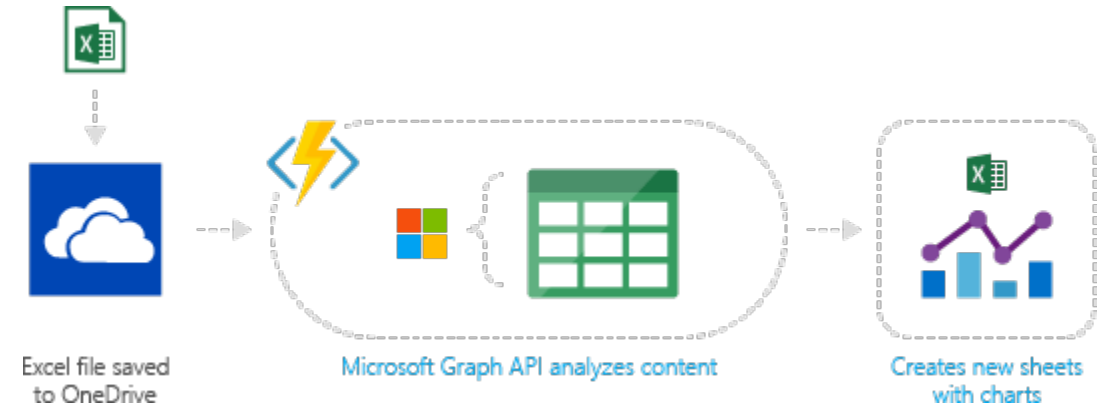 Excel file saved
to OneDrive
Microsoft Graph API analyzes content
Creates new sheets
with charts